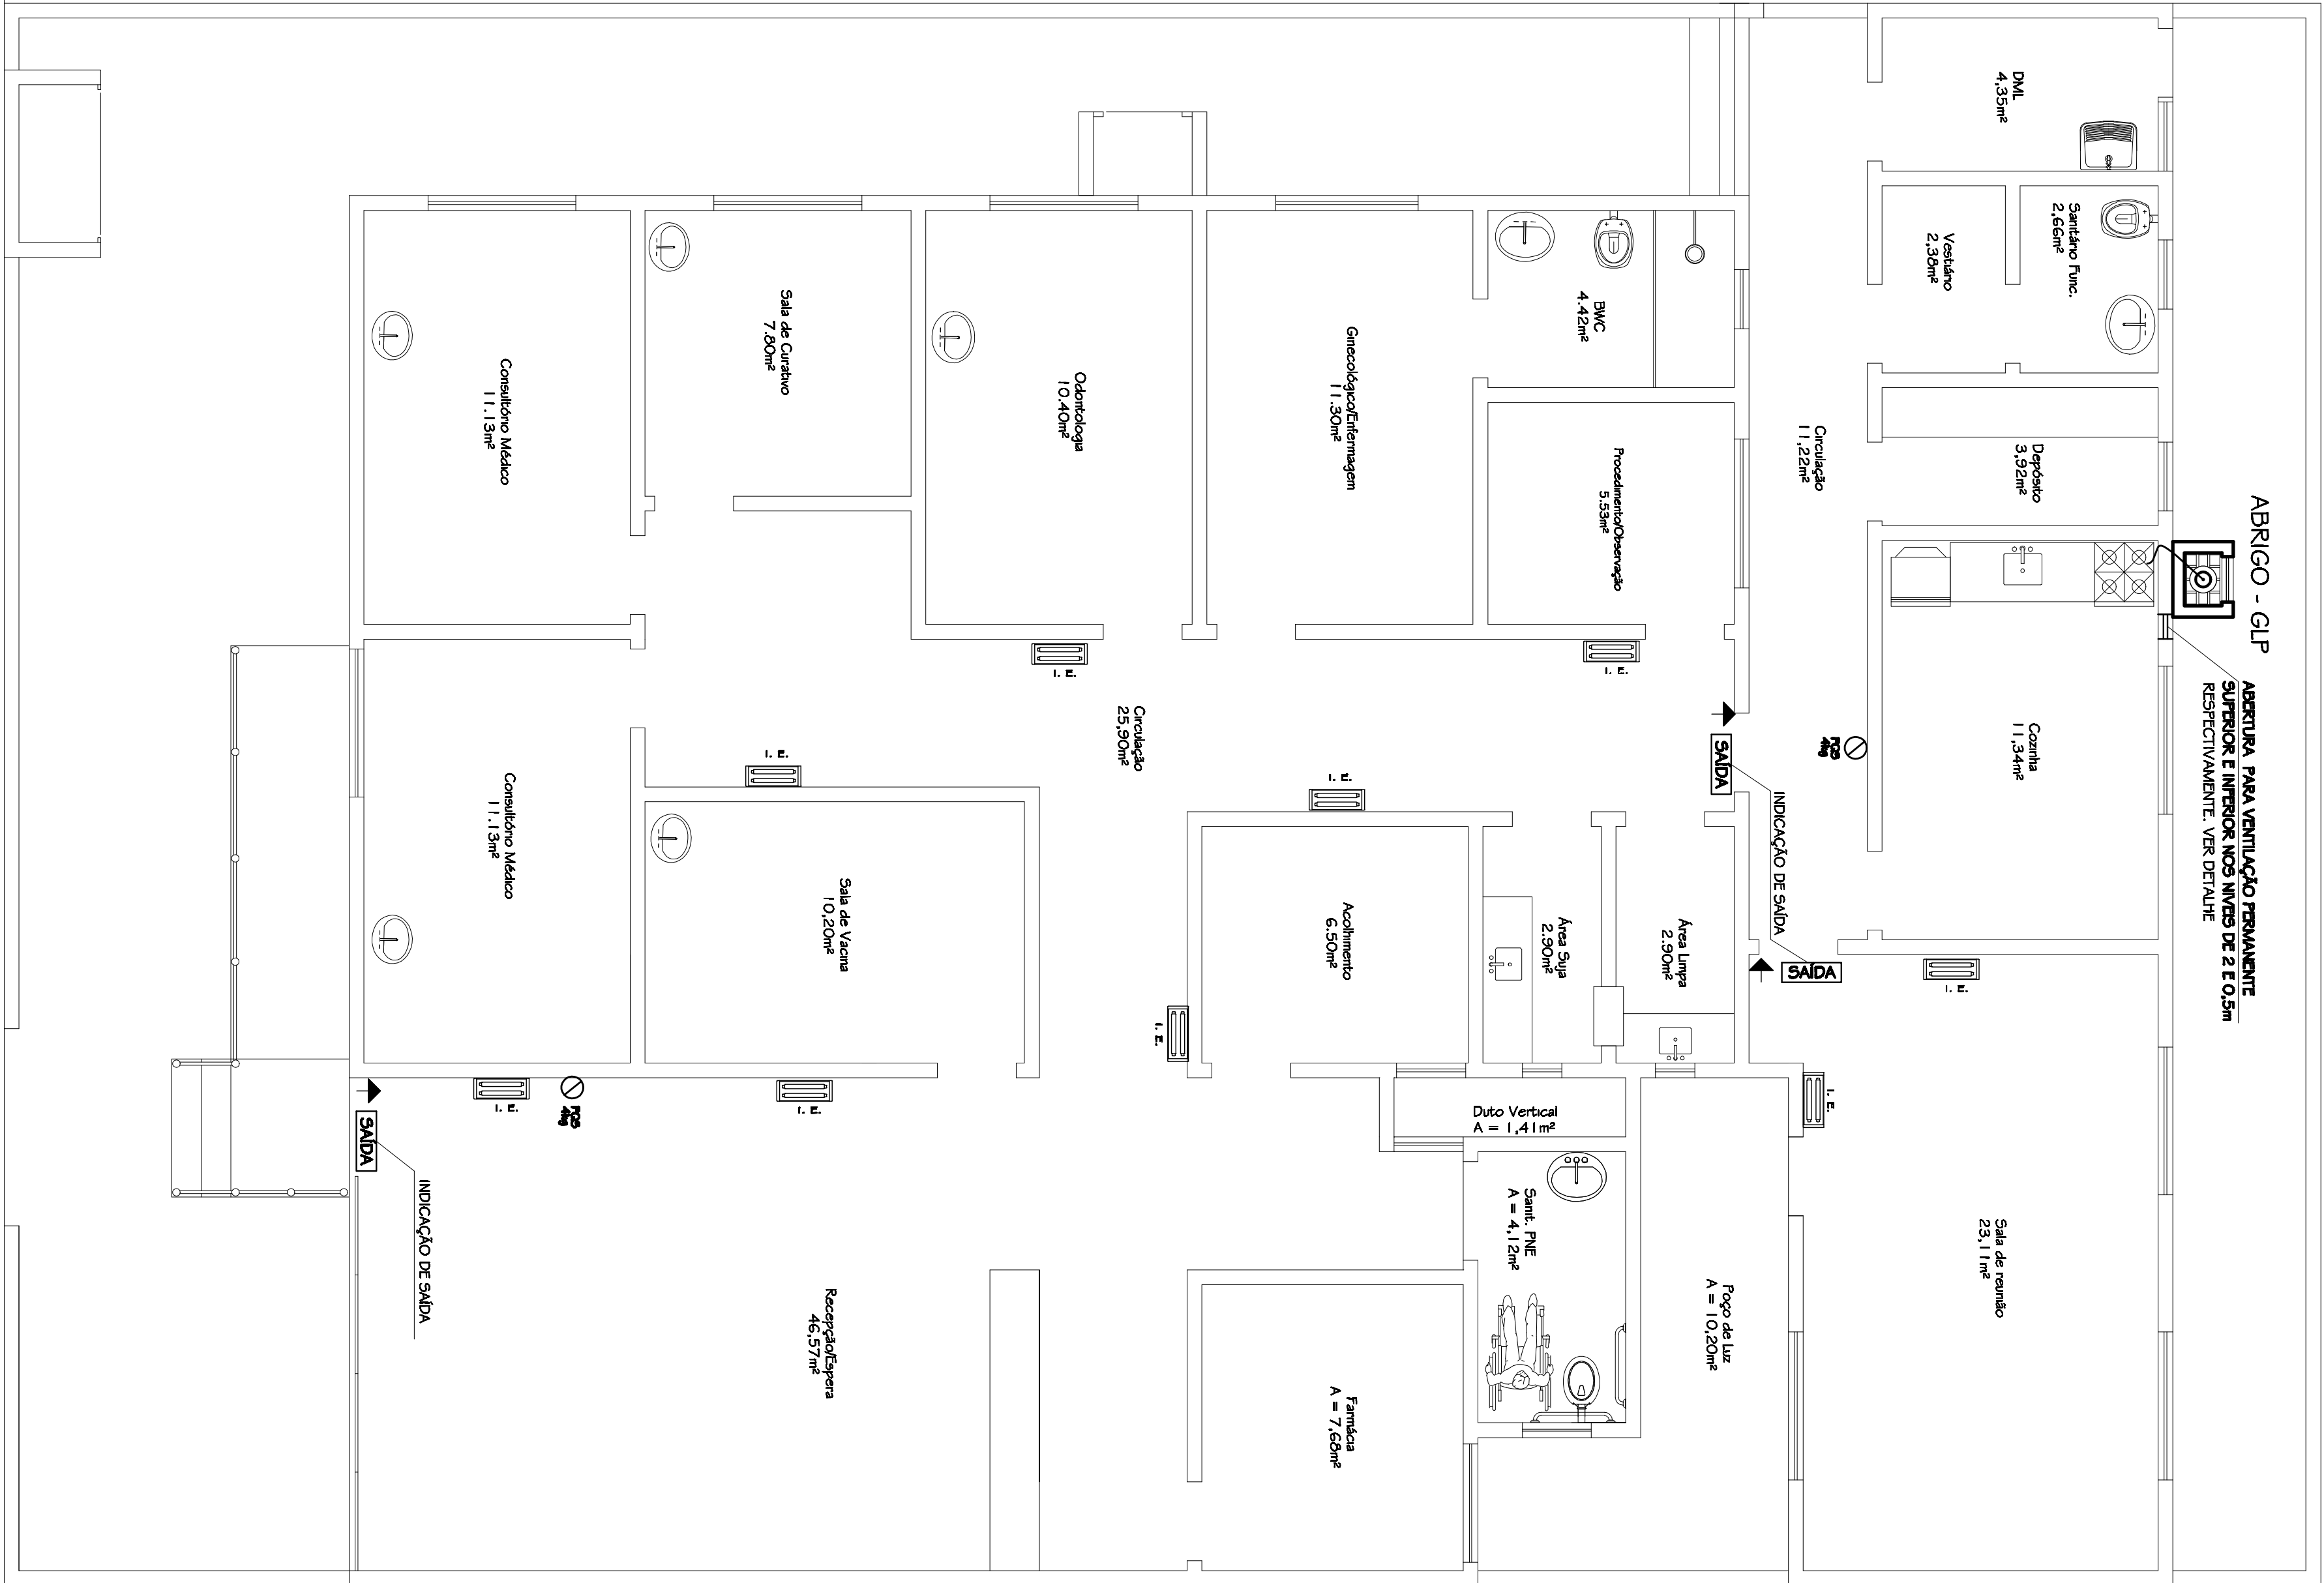 DML
4,35m²
Sanitário Func.
2,66m²
Vestiário
2,38m²
Depósito
3,92m²
Circulação
11,22m²
ABRIGO - GLP
ABERTURA PARA VENTILAÇÃO PERMANENTE
SUPERIOR E INFERIOR NOS NIVEIS DE 2 E 0,5m
RESPECTIVAMENTE. VER DETALHE
Cozinha
11,34m²
PQS
4kg
BWC
4.42m²
Procedimento/Observação
5.53m²
Ginecológico/Enfermagem
11.30m²
Odontologia
10.40m²
Sala de Curativo
7.80m²
Consultório Médico
11.13m²
I. E.
I. E.
Circulação
25,90m²
SAÍDA
INDICAÇÃO DE SAÍDA
SAÍDA
I. E.
I. E.
I. E.
Consultório Médico
11.13m²
Sala de Vacina
10,20m²
Acolhimento
6.50m²
Área Suja
2.90m²
Área Limpa
2.90m²
I. E.
I. E.
I. E.
PQS
4kg
I. E.
SAÍDA
INDICAÇÃO DE SAÍDA
Duto Vertical
A = 1,41m²
Sanit. PNE
A = 4,12m²
Poço de Luz
A = 10,20m²
Sala de reunião
23,11m²
Recepção/Espera
46,57m²
Farmácia
A = 7,68m²